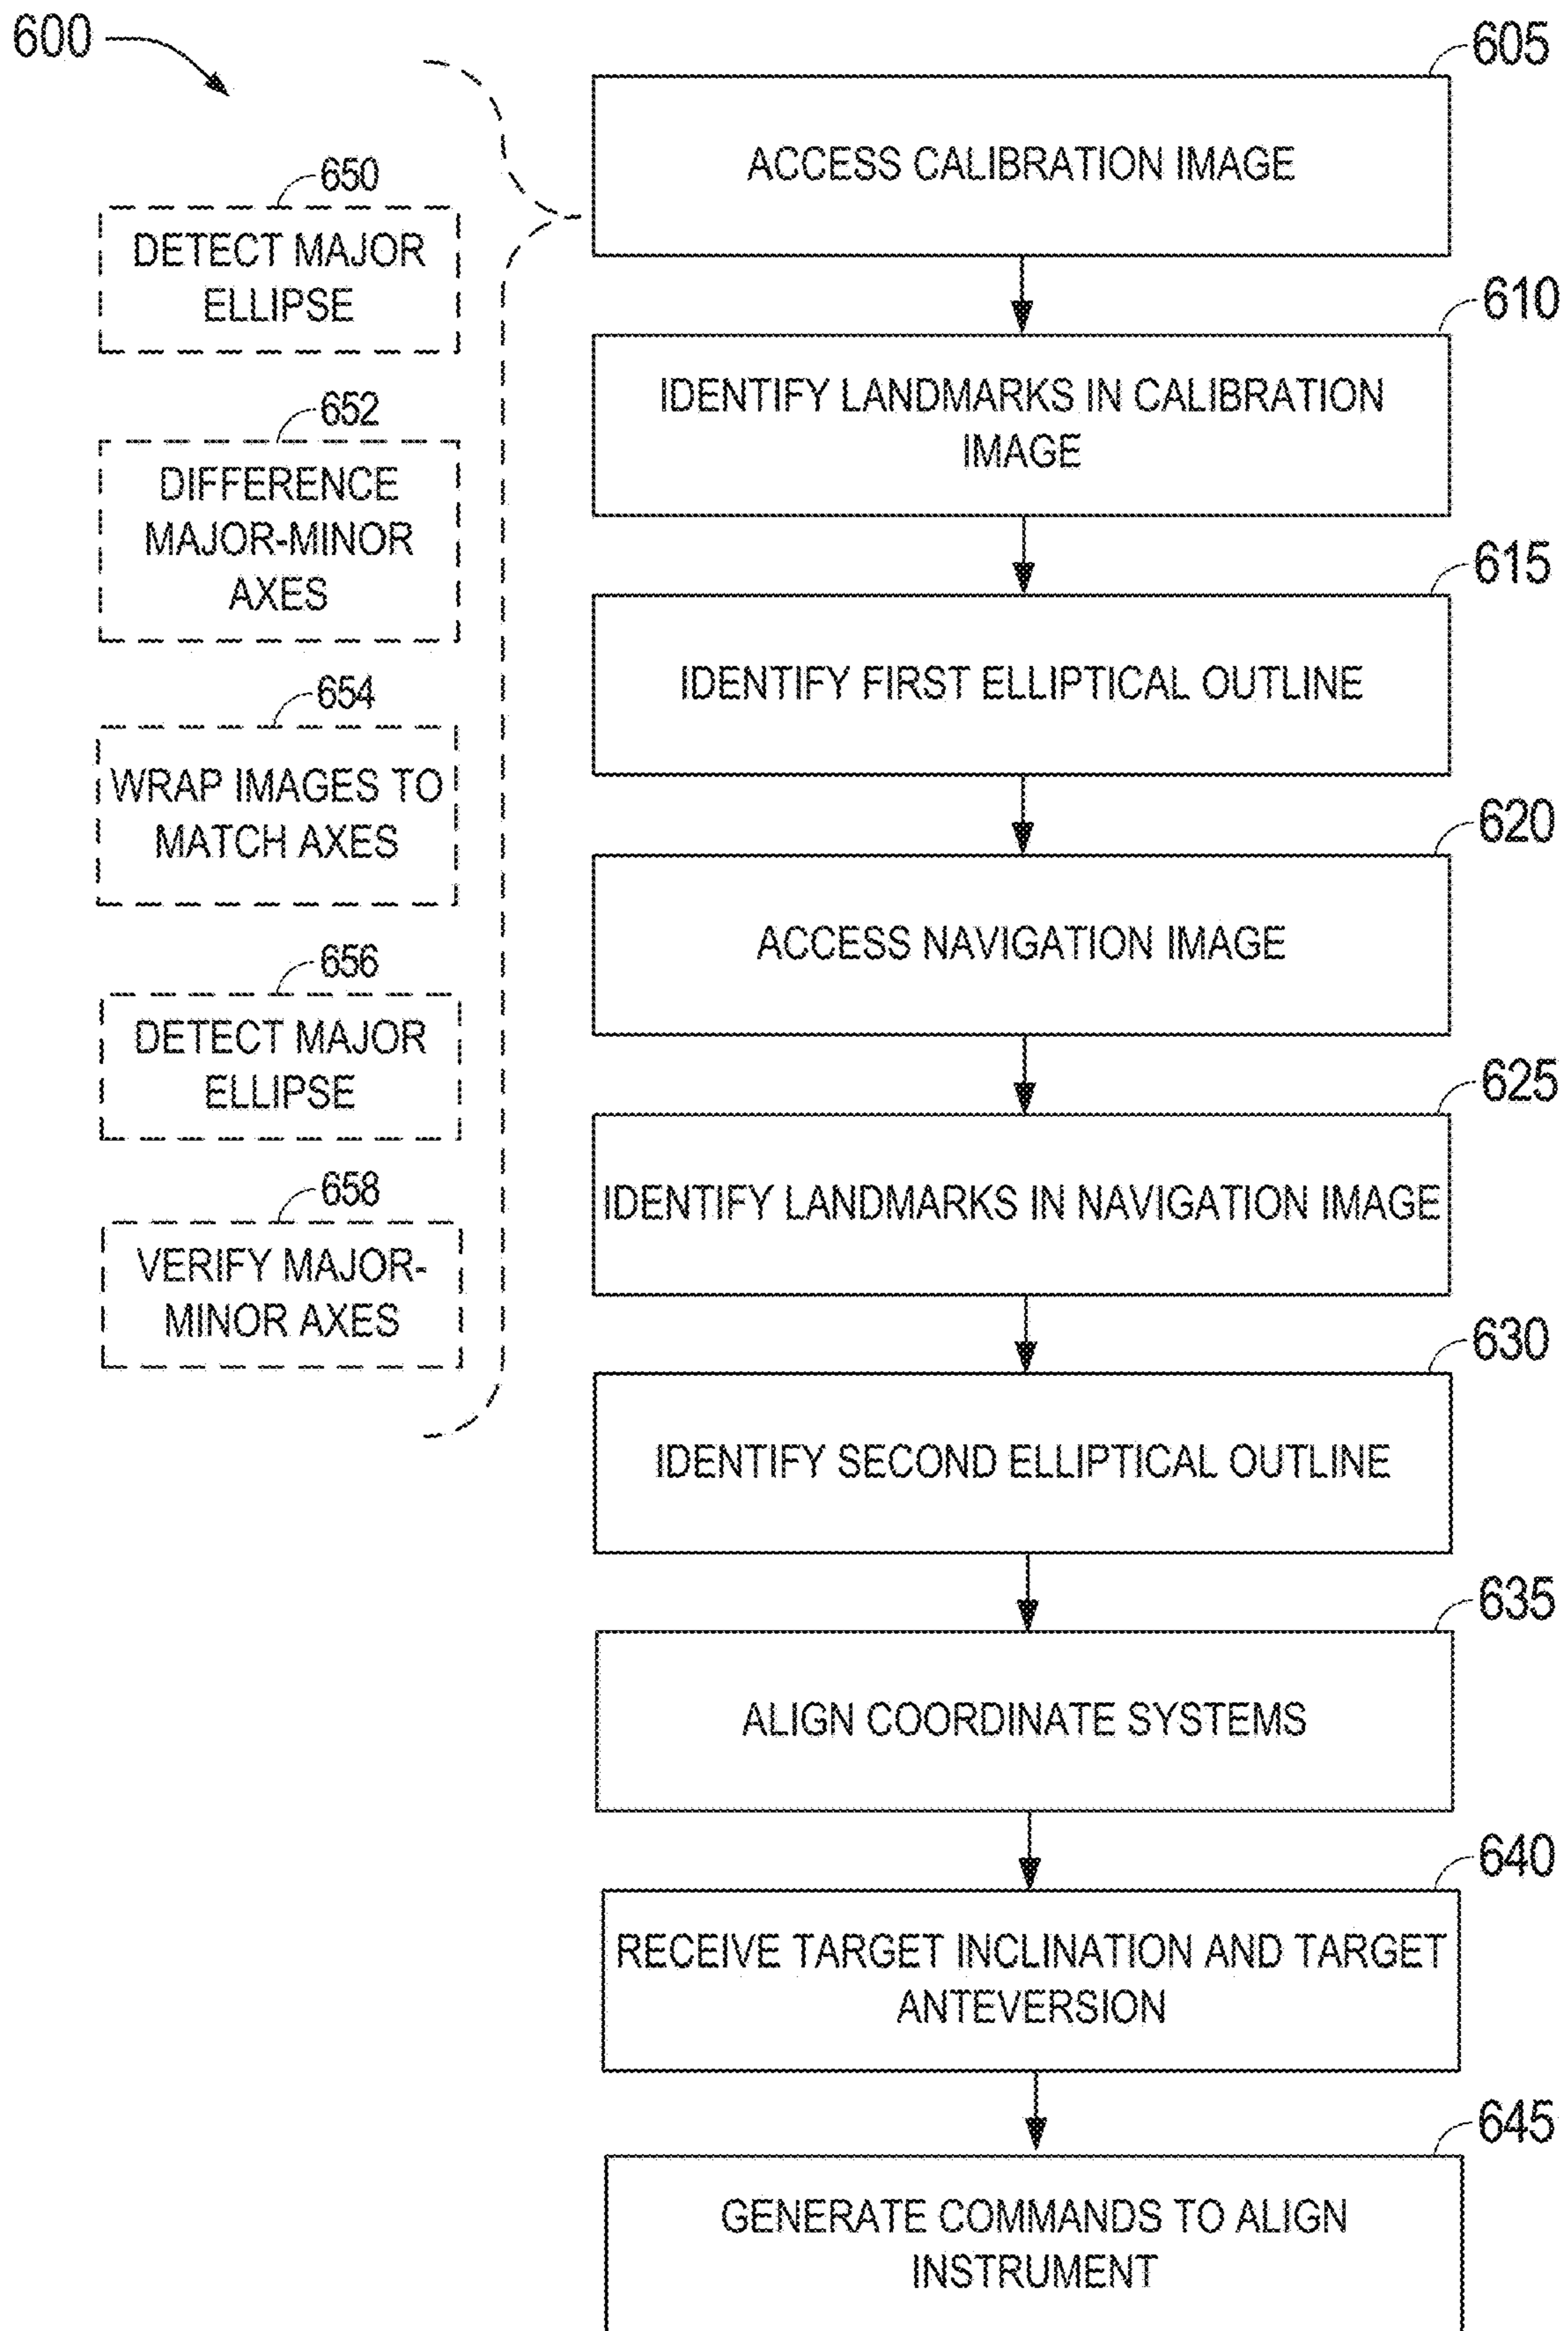 600
650
DETECT MAJOR
ELLIPSE
652
DIFFERENCE
MAJOR-MINOR
AXES
654
WRAP IMAGES TO
MATCH AXES
656
DETECT MAJOR
ELLIPSE
658
VERIFY MAJOR-
MINOR AXES
605
ACCESS CALIBRATION IMAGE
610
IDENTIFY LANDMARKS IN CALIBRATION
IMAGE
615
IDENTIFY FIRST ELLIPTICAL OUTLINE
620
ACCESS NAVIGATION IMAGE
625
IDENTIFY LANDMARKS IN NAVIGATION IMAGE
630
IDENTIFY SECOND ELLIPTICAL OUTLINE
635
ALIGN COORDINATE SYSTEMS
640
RECEIVE TARGET INCLINATION AND TARGET
ANTEVERSION
645
GENERATE COMMANDS TO ALIGN
INSTRUMENT